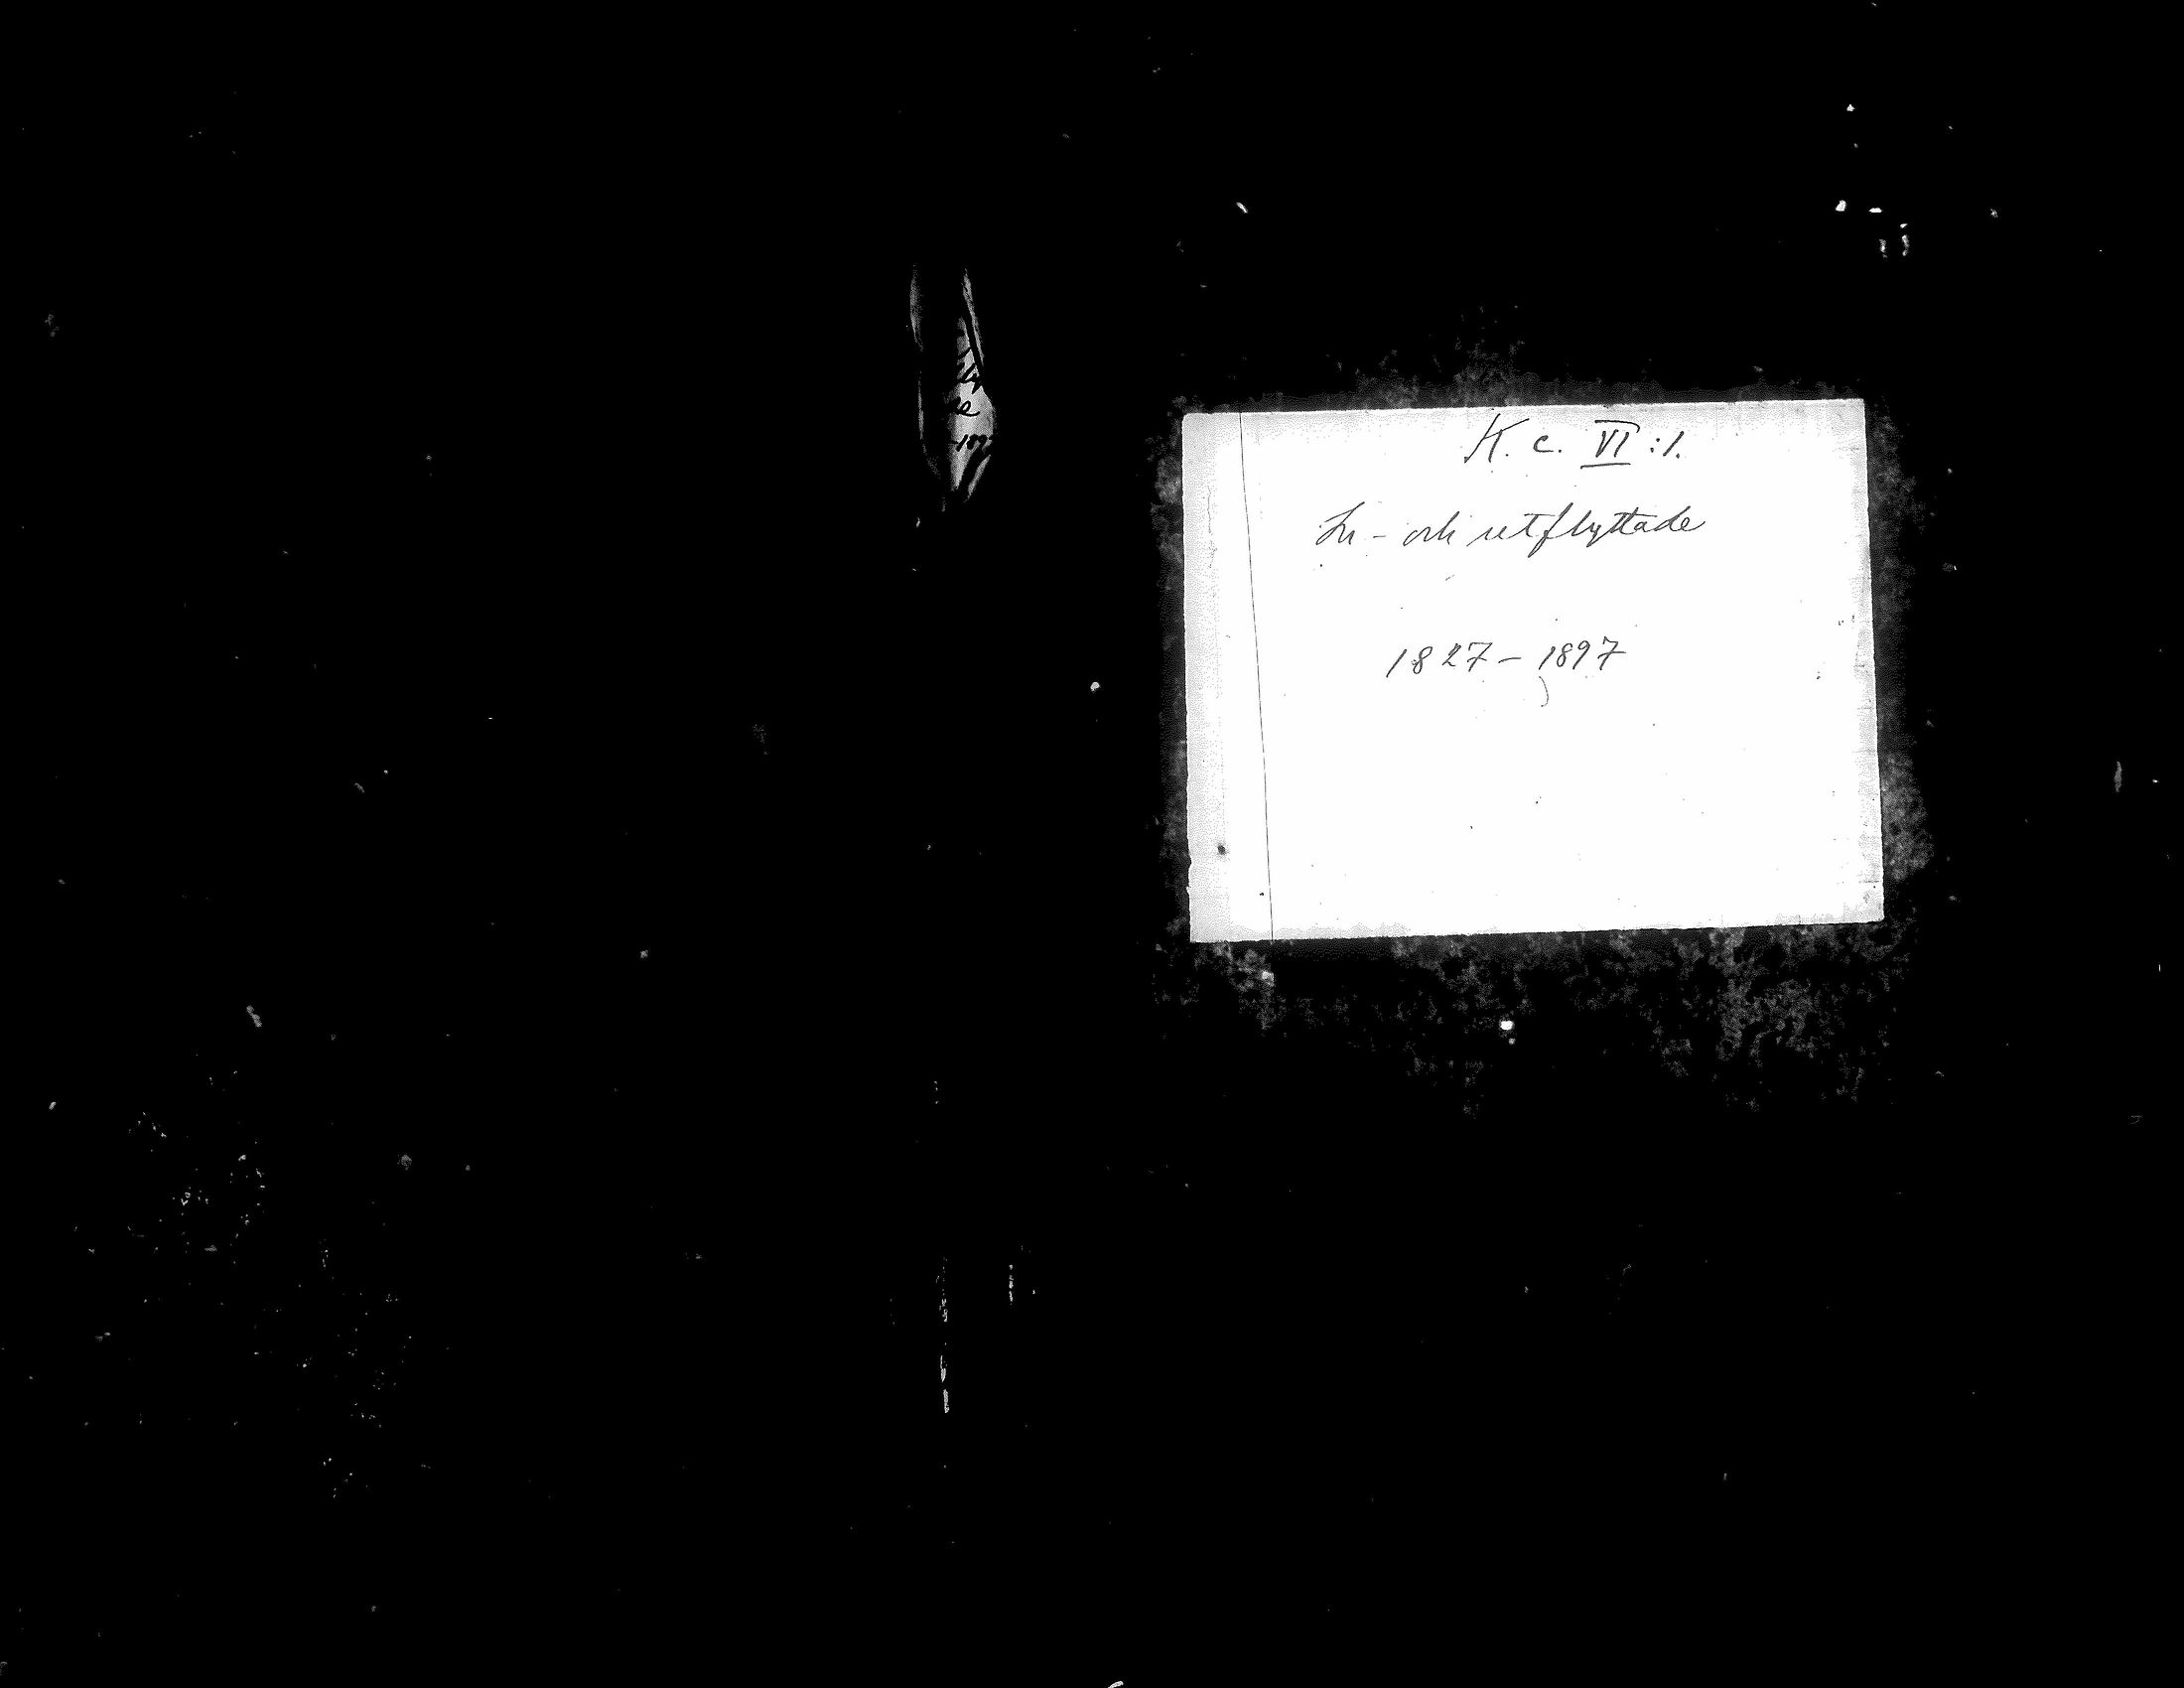 K. c. VI :1.
In- och utflyttade
1827 - 1897